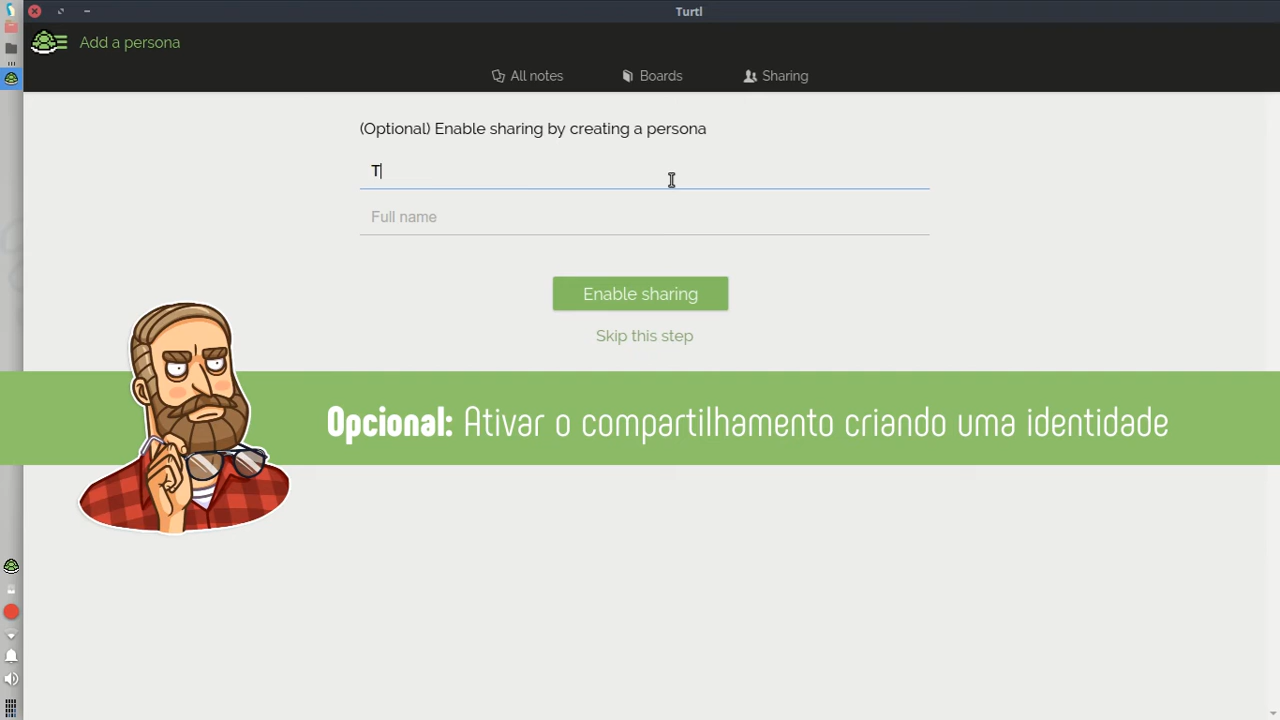 Turtl
Add a persona
All notes
Boards
Sharing
(Optional) Enable sharing by creating a persona
T
Full name
Enable sharing
Skip this step
Opcional: Ativar o compartilhamento criando uma identidade